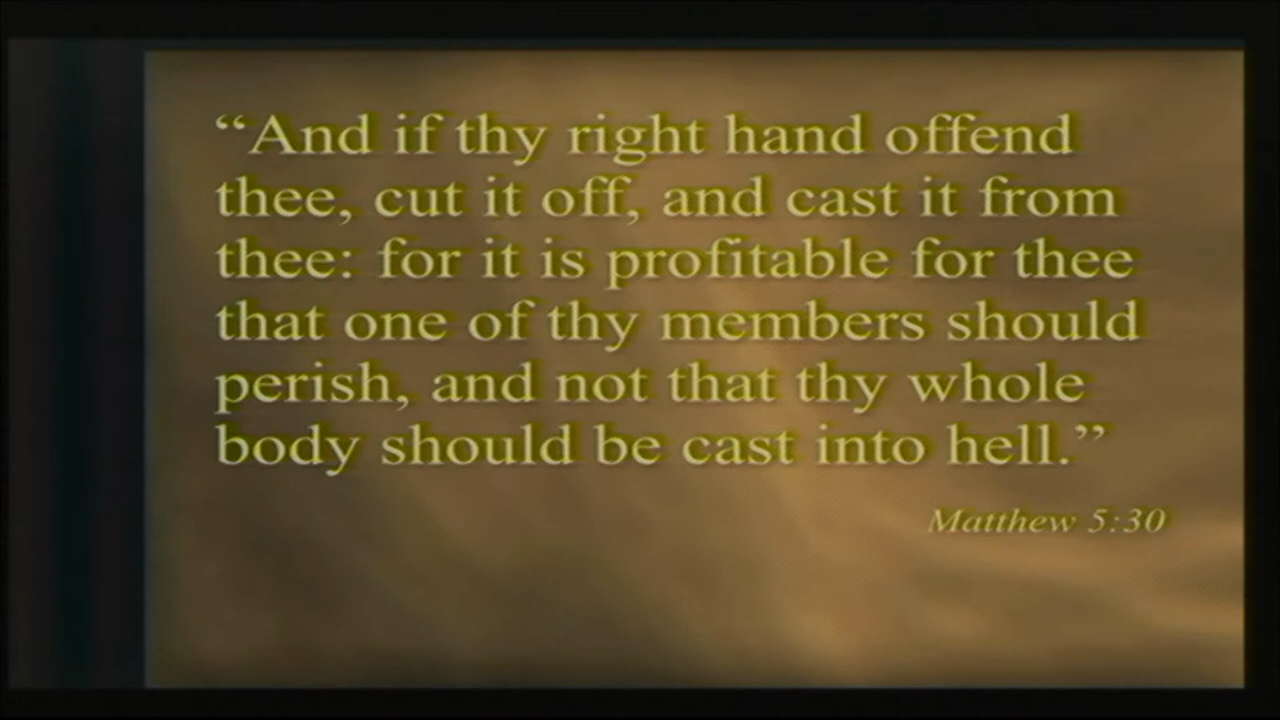 “And if thy right hand offend
thee, cut it off, and cast it from
thee: for it is profitable for thee
that one of thy members should
perish, and not that thy whole
body should be cast into hell.”
Matthew 5:30